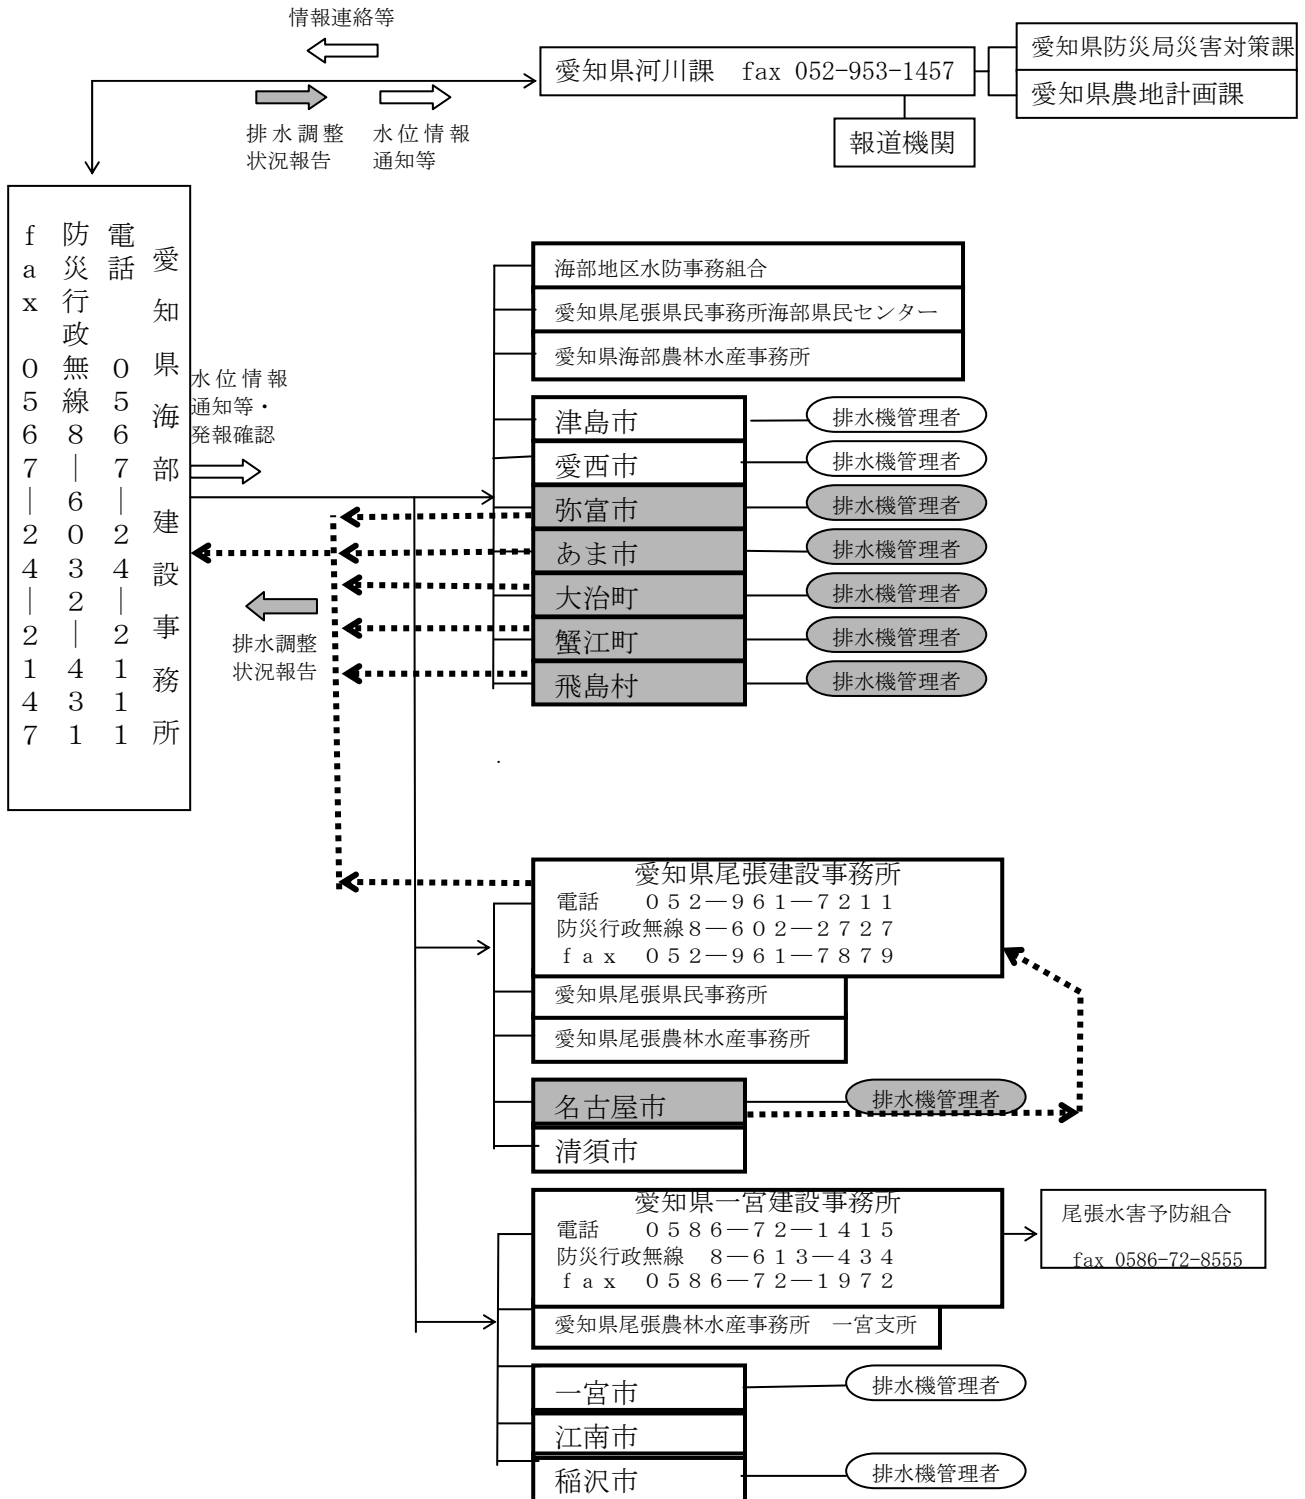 情報連絡等
愛知県河川課　fax 052-953-1457
愛知県防災局災害対策課
愛知県農地計画課
報道機関
排水調整
状況報告
水位情報
通知等
愛知県海部建設事務所
電話　０５６７―２４―２１１１
防災行政無線８―６０３２―４３１
ｆａｘ　０５６７―２４―２１４７
水位情報
通知等・
発報確認
排水調整
状況報告
海部地区水防事務組合
愛知県尾張県民事務所海部県民センター
愛知県海部農林水産事務所
津島市
排水機管理者
愛西市
排水機管理者
弥富市
排水機管理者
あま市
排水機管理者
大治町
排水機管理者
蟹江町
排水機管理者
飛島村
排水機管理者
愛知県尾張建設事務所
電話　　０５２―９６１―７２１１
防災行政無線８―６０２―２７２７
ｆａｘ　０５２―９６１―７８７９
愛知県尾張県民事務所
愛知県尾張農林水産事務所
名古屋市
排水機管理者
清須市
愛知県一宮建設事務所
電話　　０５８６―７２―１４１５
防災行政無線　８―６１３―４３４
ｆａｘ　０５８６―７２―１９７２
尾張水害予防組合
fax 0586-72-8555
愛知県尾張農林水産事務所　一宮支所
一宮市
排水機管理者
江南市
稲沢市
排水機管理者